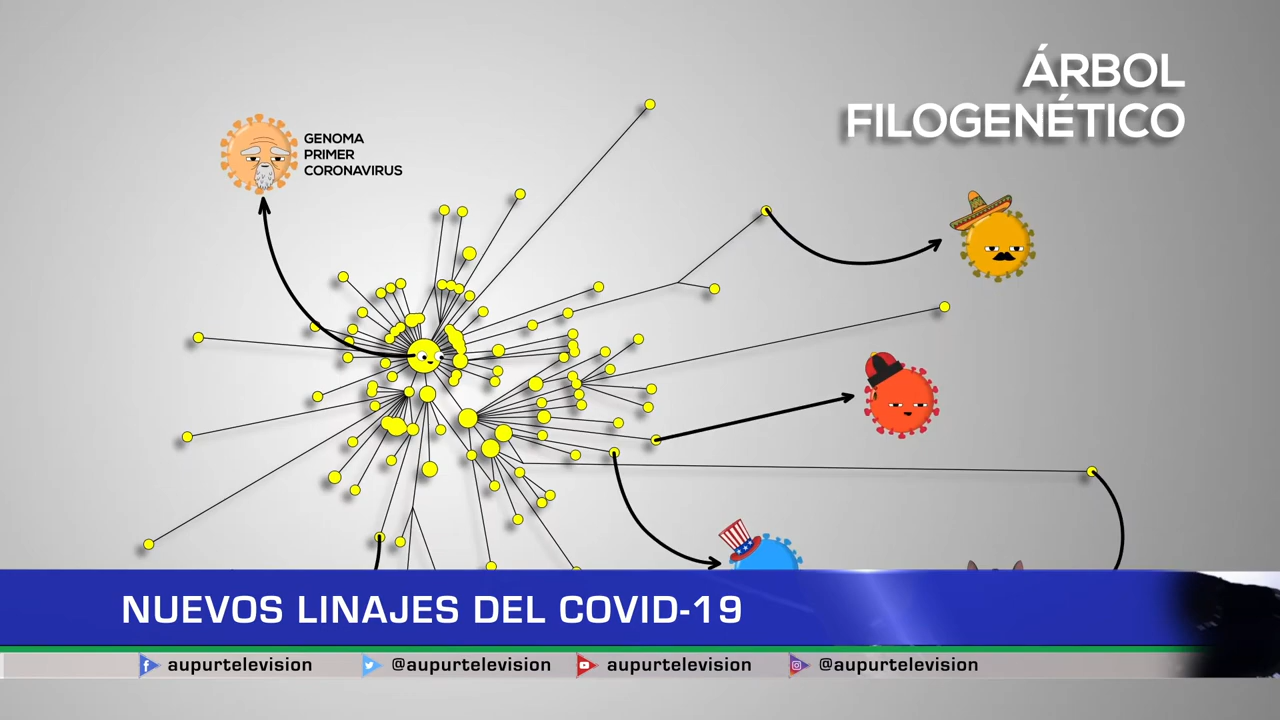 ÁRBOL
FILOGENÉTICO
GENOMA
PRIMER
CORONAVIRUS
NUEVOS LINAJES DEL COVID-19
aupurtelevision @aupurtelevision aupurtelevision @aupurtelevision